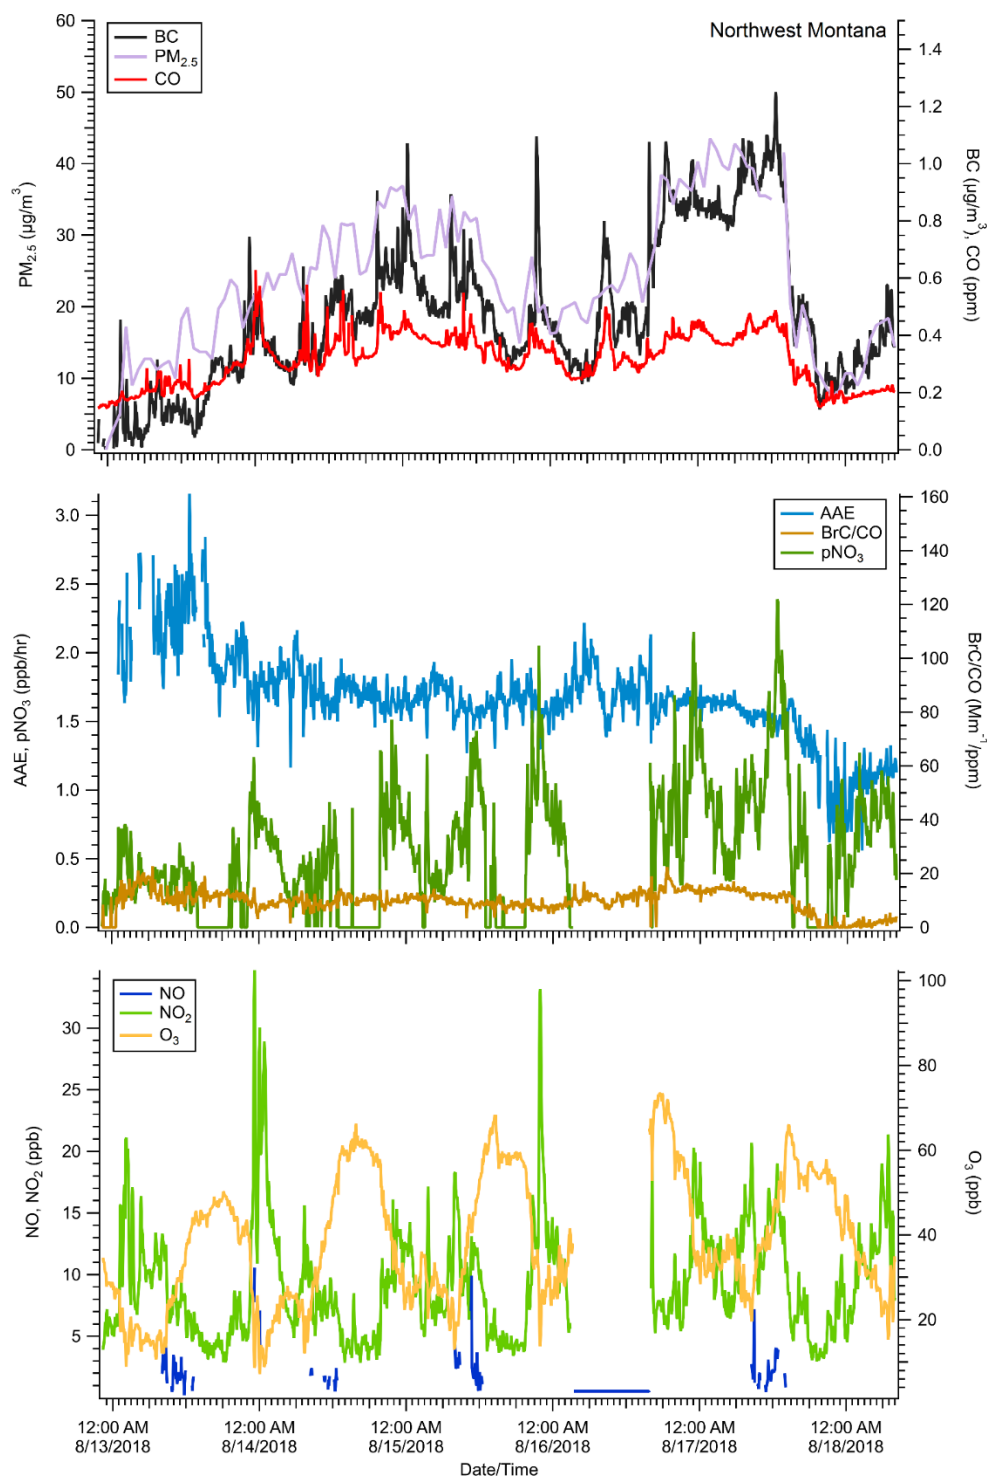 Northwest Montana
BC
PM2.5
CO
60
50
40
30
20
10
0
PM2.5 (µg/m3)
1.4
1.2
1.0
0.8
0.6
0.4
0.2
0.0
BC (µg/m3), CO (ppm)
AAE
BrC/CO
pNO3
3.0
2.5
2.0
1.5
1.0
0.5
0.0
AAE, pNO3 (ppb/hr)
160
140
120
100
80
60
40
20
0
BrC/CO (Mm-1/ppm)
NO
NO2
O3
30
25
20
15
10
5
NO, NO2 (ppb)
100
80
60
40
20
O3 (ppb)
12:00 AM 12:00 AM 12:00 AM 12:00 AM 12:00 AM 12:00 AM
8/13/2018 8/14/2018 8/15/2018 8/16/2018 8/17/2018 8/18/2018
Date/Time